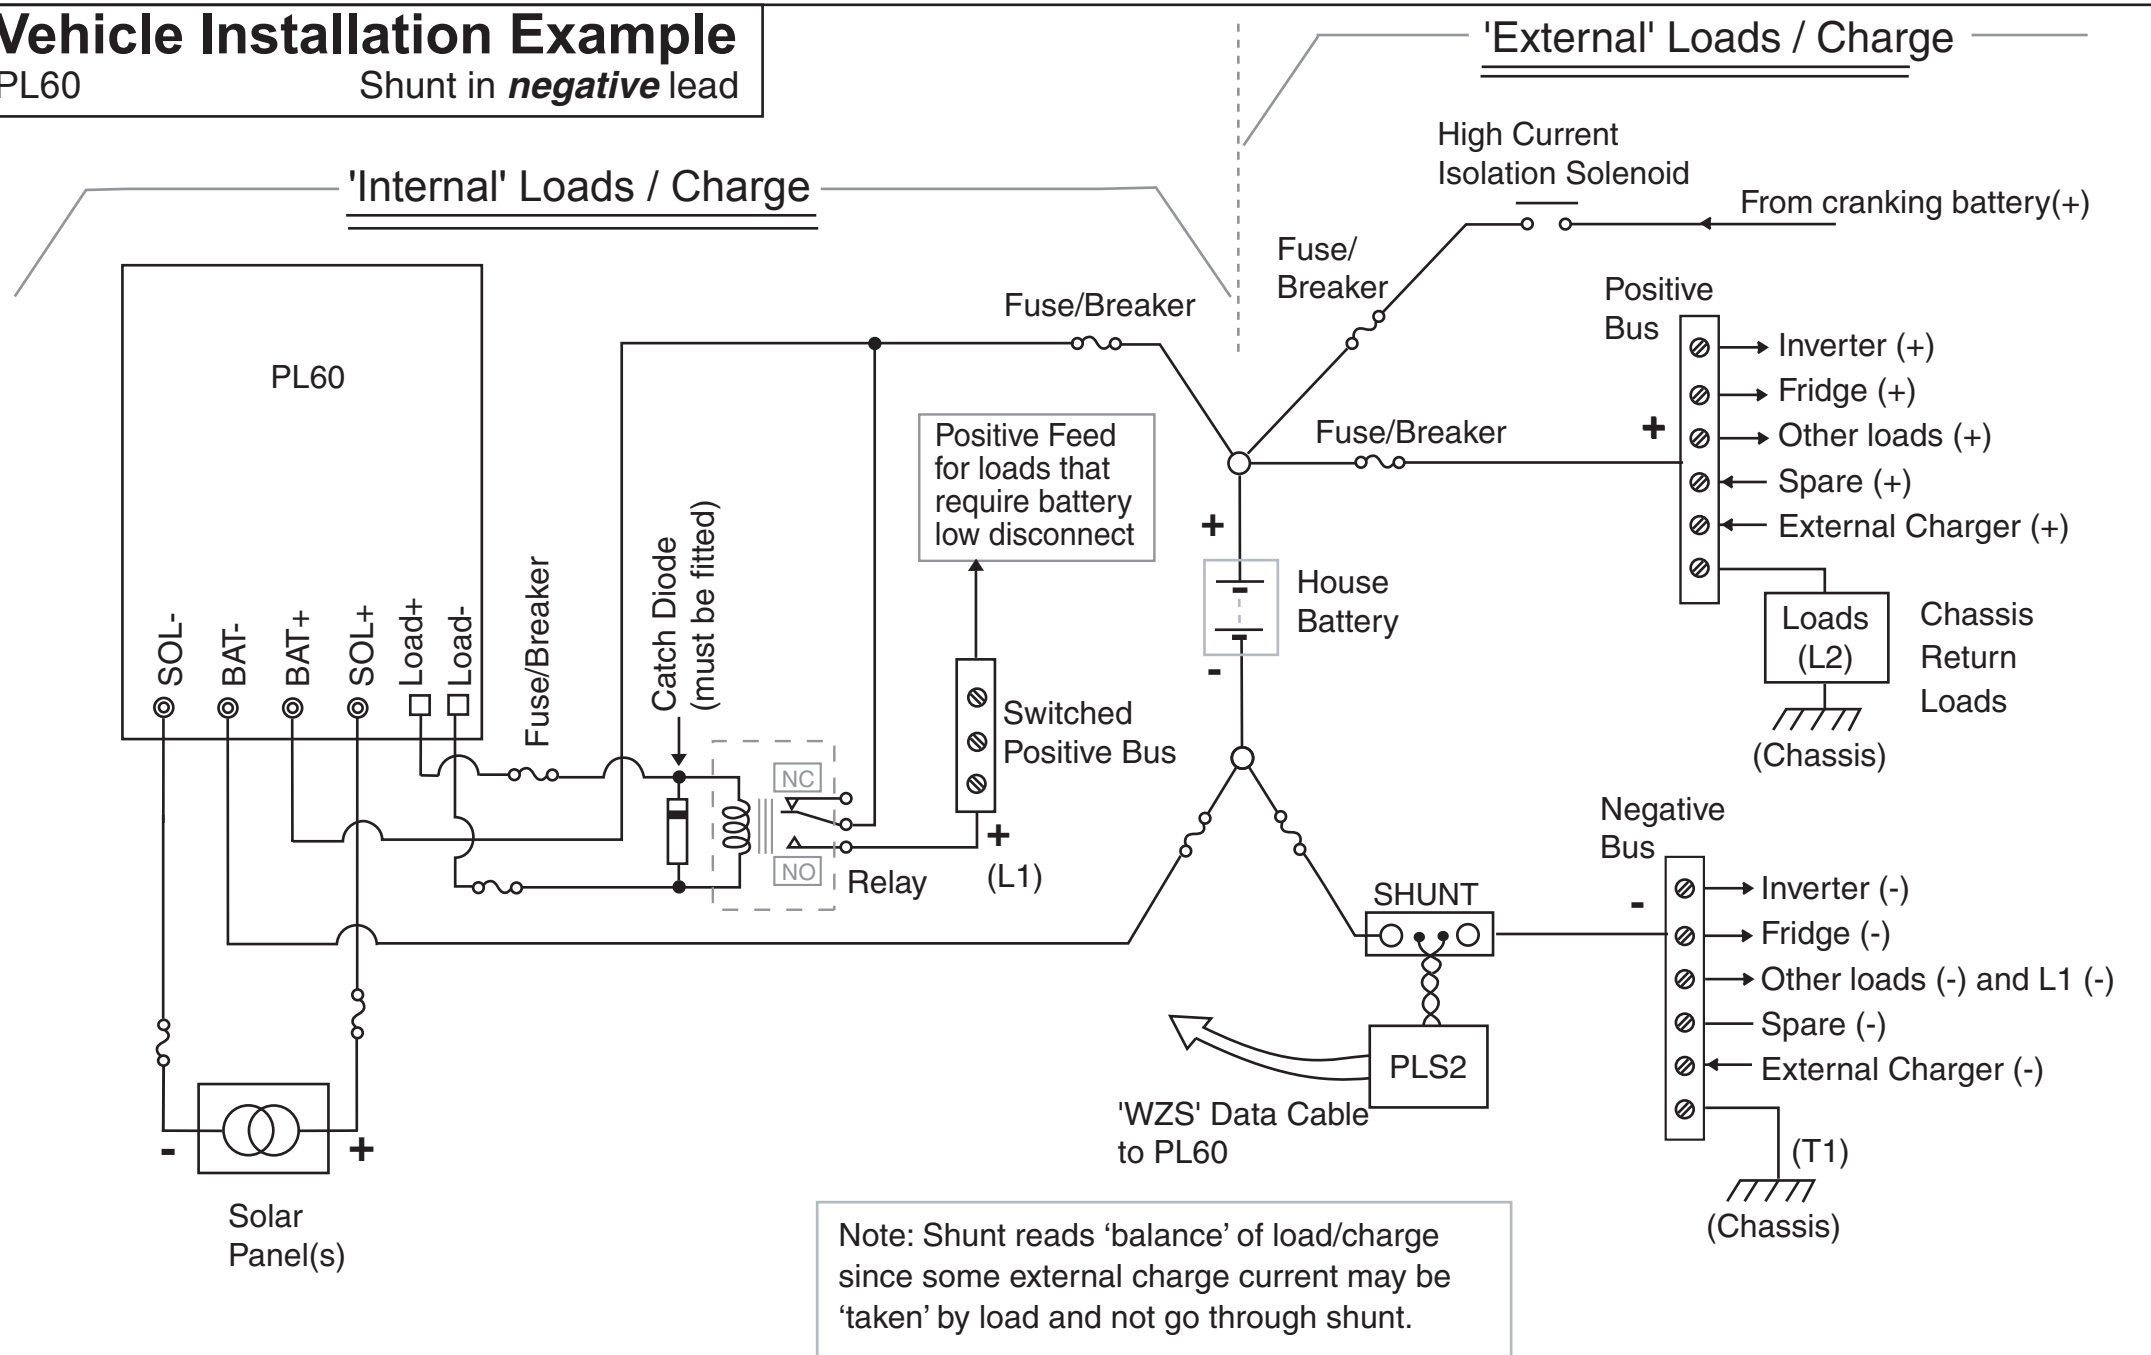 Vehicle Installation Example
PL60
Shunt in negative lead
'External' Loads / Charge
'Internal' Loads / Charge
High Current
Isolation Solenoid
From cranking battery(+)
Fuse/
Breaker
Fuse/Breaker
Positive
Bus
Inverter (+)
Fridge (+)
Other loads (+)
Spare (+)
External Charger (+)
+
Fuse/Breaker
PL60
Positive Feed
for loads that
require battery
low disconnect
+
House
Battery
-
Loads
(L2)
Chassis
Return
Loads
(Chassis)
SOL-
BAT-
BAT+
SOL+
Load+
Load-
Fuse/Breaker
Catch Diode
(must be fitted)
Switched
Positive Bus
NC
NO
Relay
+
(L1)
Negative
Bus
-
SHUNT
Inverter (-)
Fridge (-)
Other loads (-) and L1 (-)
Spare (-)
External Charger (-)
PLS2
'WZS' Data Cable
to PL60
(T1)
(Chassis)
-
+
Solar
Panel(s)
Note: Shunt reads ‘balance’ of load/charge
since some external charge current may be
‘taken’ by load and not go through shunt.